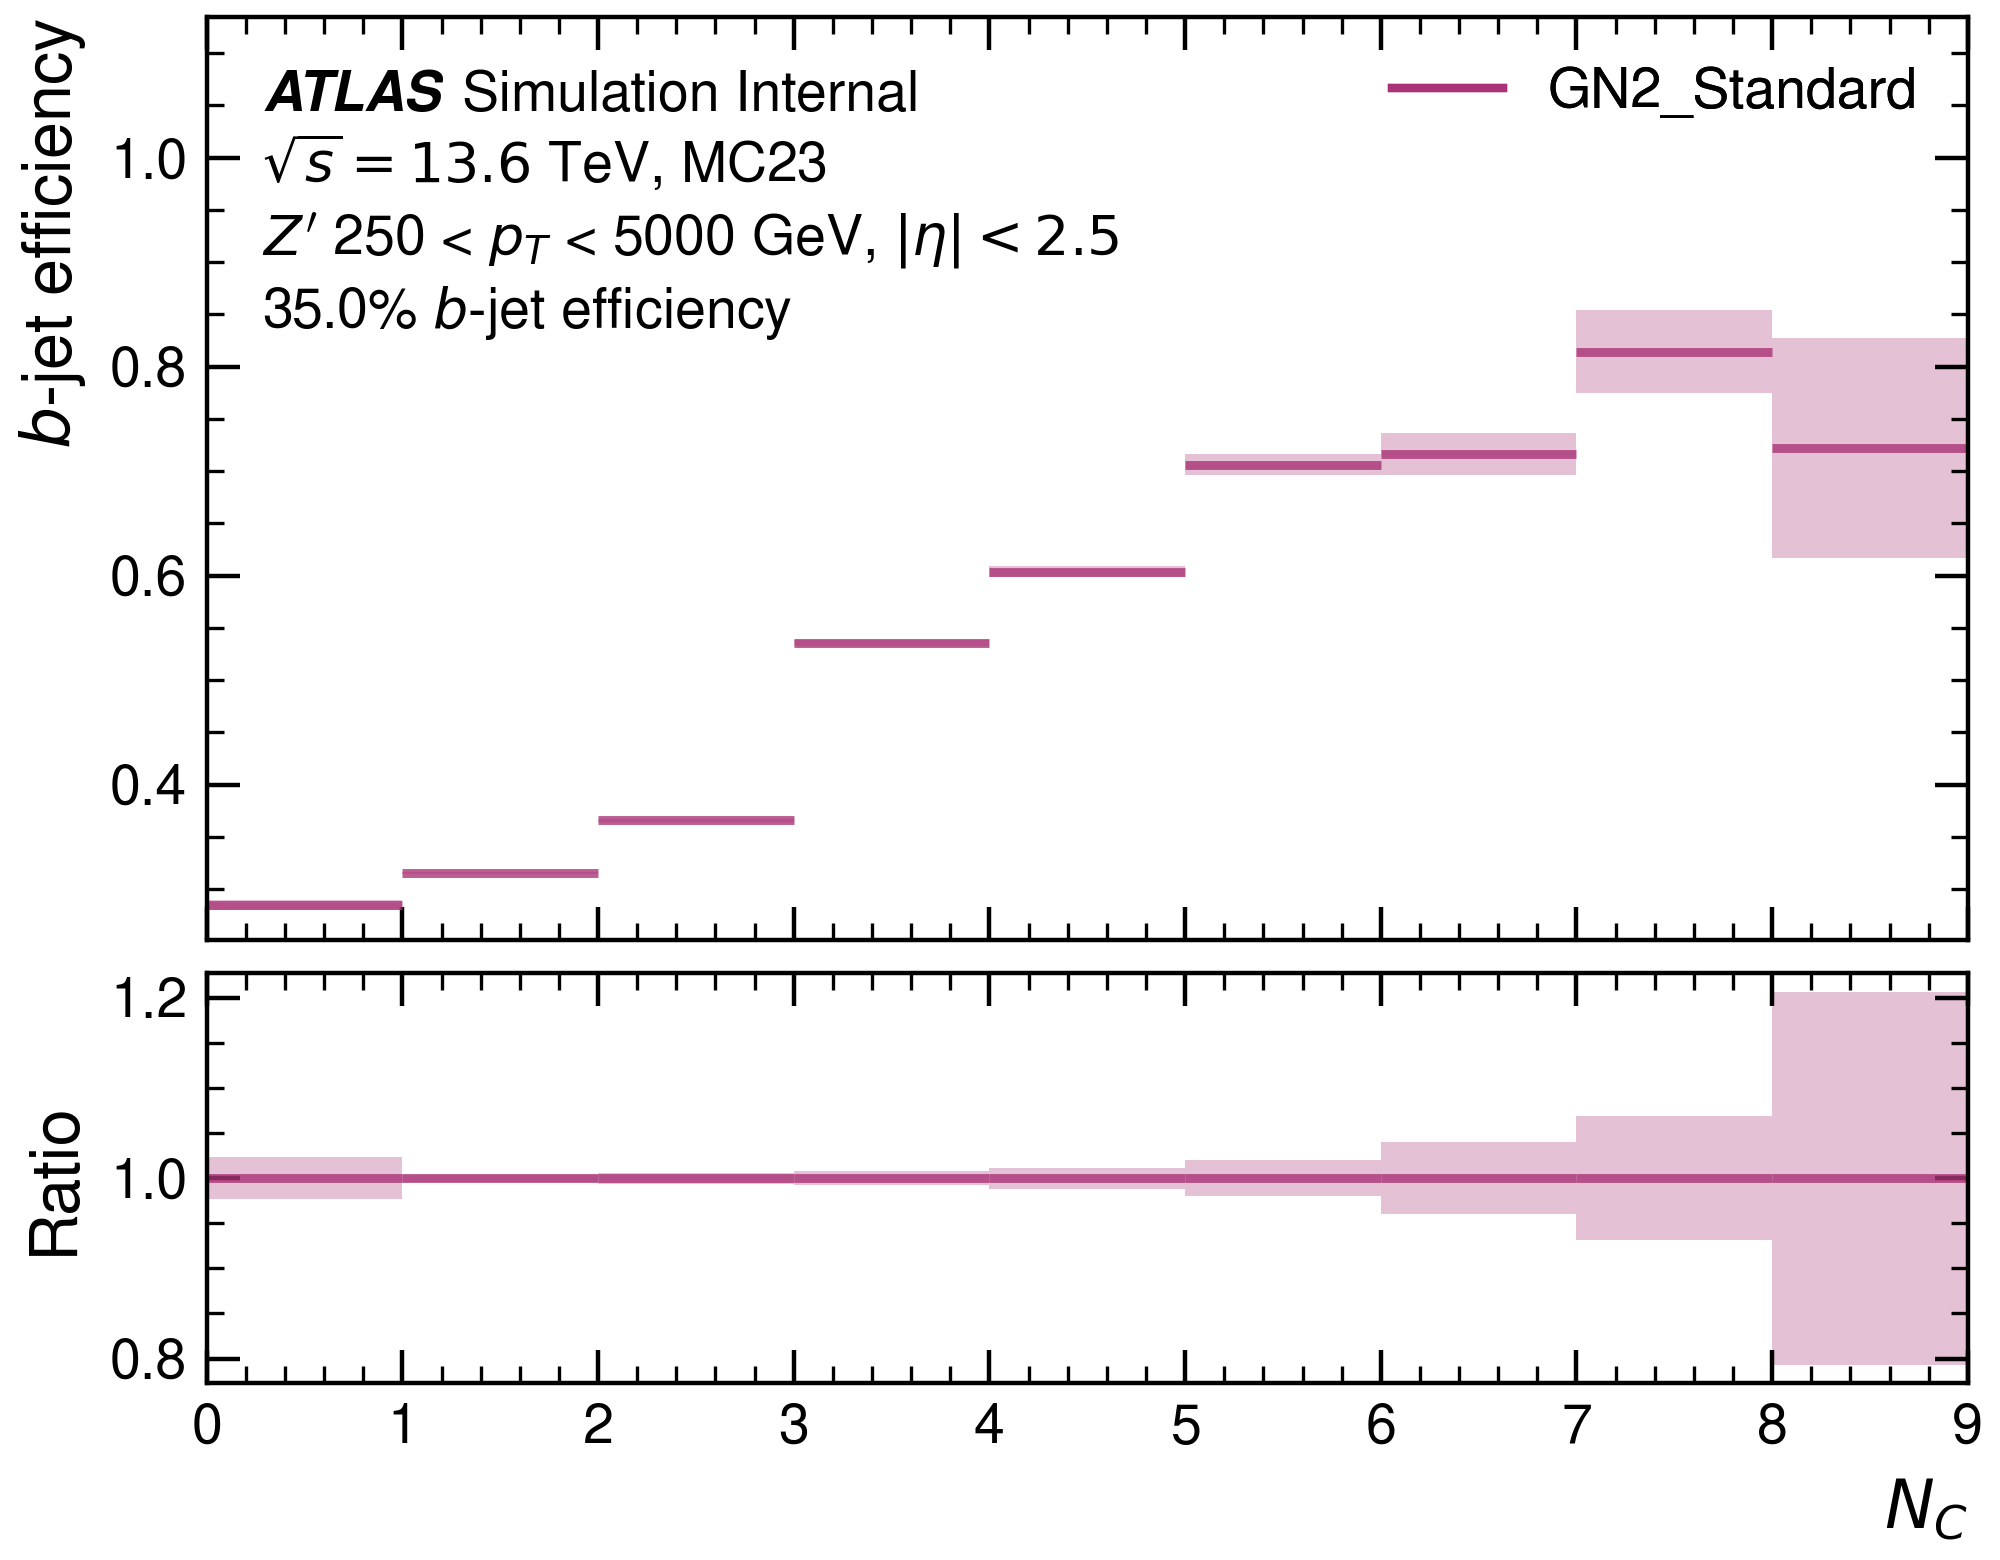 ATLAS Simulation Internal
√s = 13.6 TeV, MC23
Z′ 250 < p_T < 5000 GeV, |η| < 2.5
35.0% b-jet efficiency
GN2_Standard
b-jet efficiency
1.0
0.8
0.6
0.4
Ratio
1.2
1.0
0.8
0 1 2 3 4 5 6 7 8 9
N_C